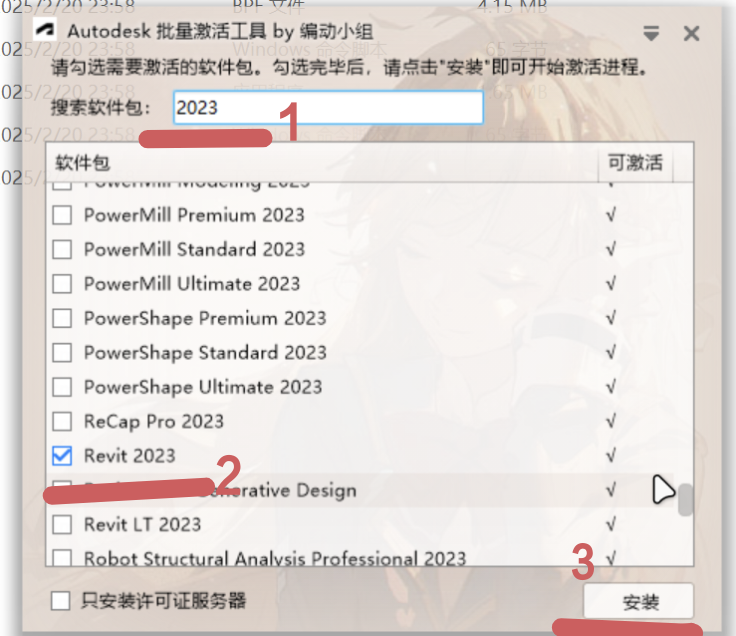 025/2/20 23:58 BPF 文件 4.15 MB
Autodesk 批量激活工具 by 编动小组
025/2/20 23:58 Windows 命令脚本 65 字节
请勾选需要激活的软件包。勾选完毕后，请点击"安装"即可开始激活进程。
025/2/20 23:58
搜索软件包： 2023 1
025/2/20 23:58
软件包 可激活
025/2/20 23:58
PowerMill Modeling 2023 √
PowerMill Premium 2023 √
PowerMill Standard 2023 √
PowerMill Ultimate 2023 √
PowerShape Premium 2023 √
PowerShape Standard 2023 √
PowerShape Ultimate 2023 √
ReCap Pro 2023 √
Revit 2023 √
2
Design √
Revit LT 2023 √
Robot Structural Analysis Professional 2023 √
3
只安装许可证服务器 安装